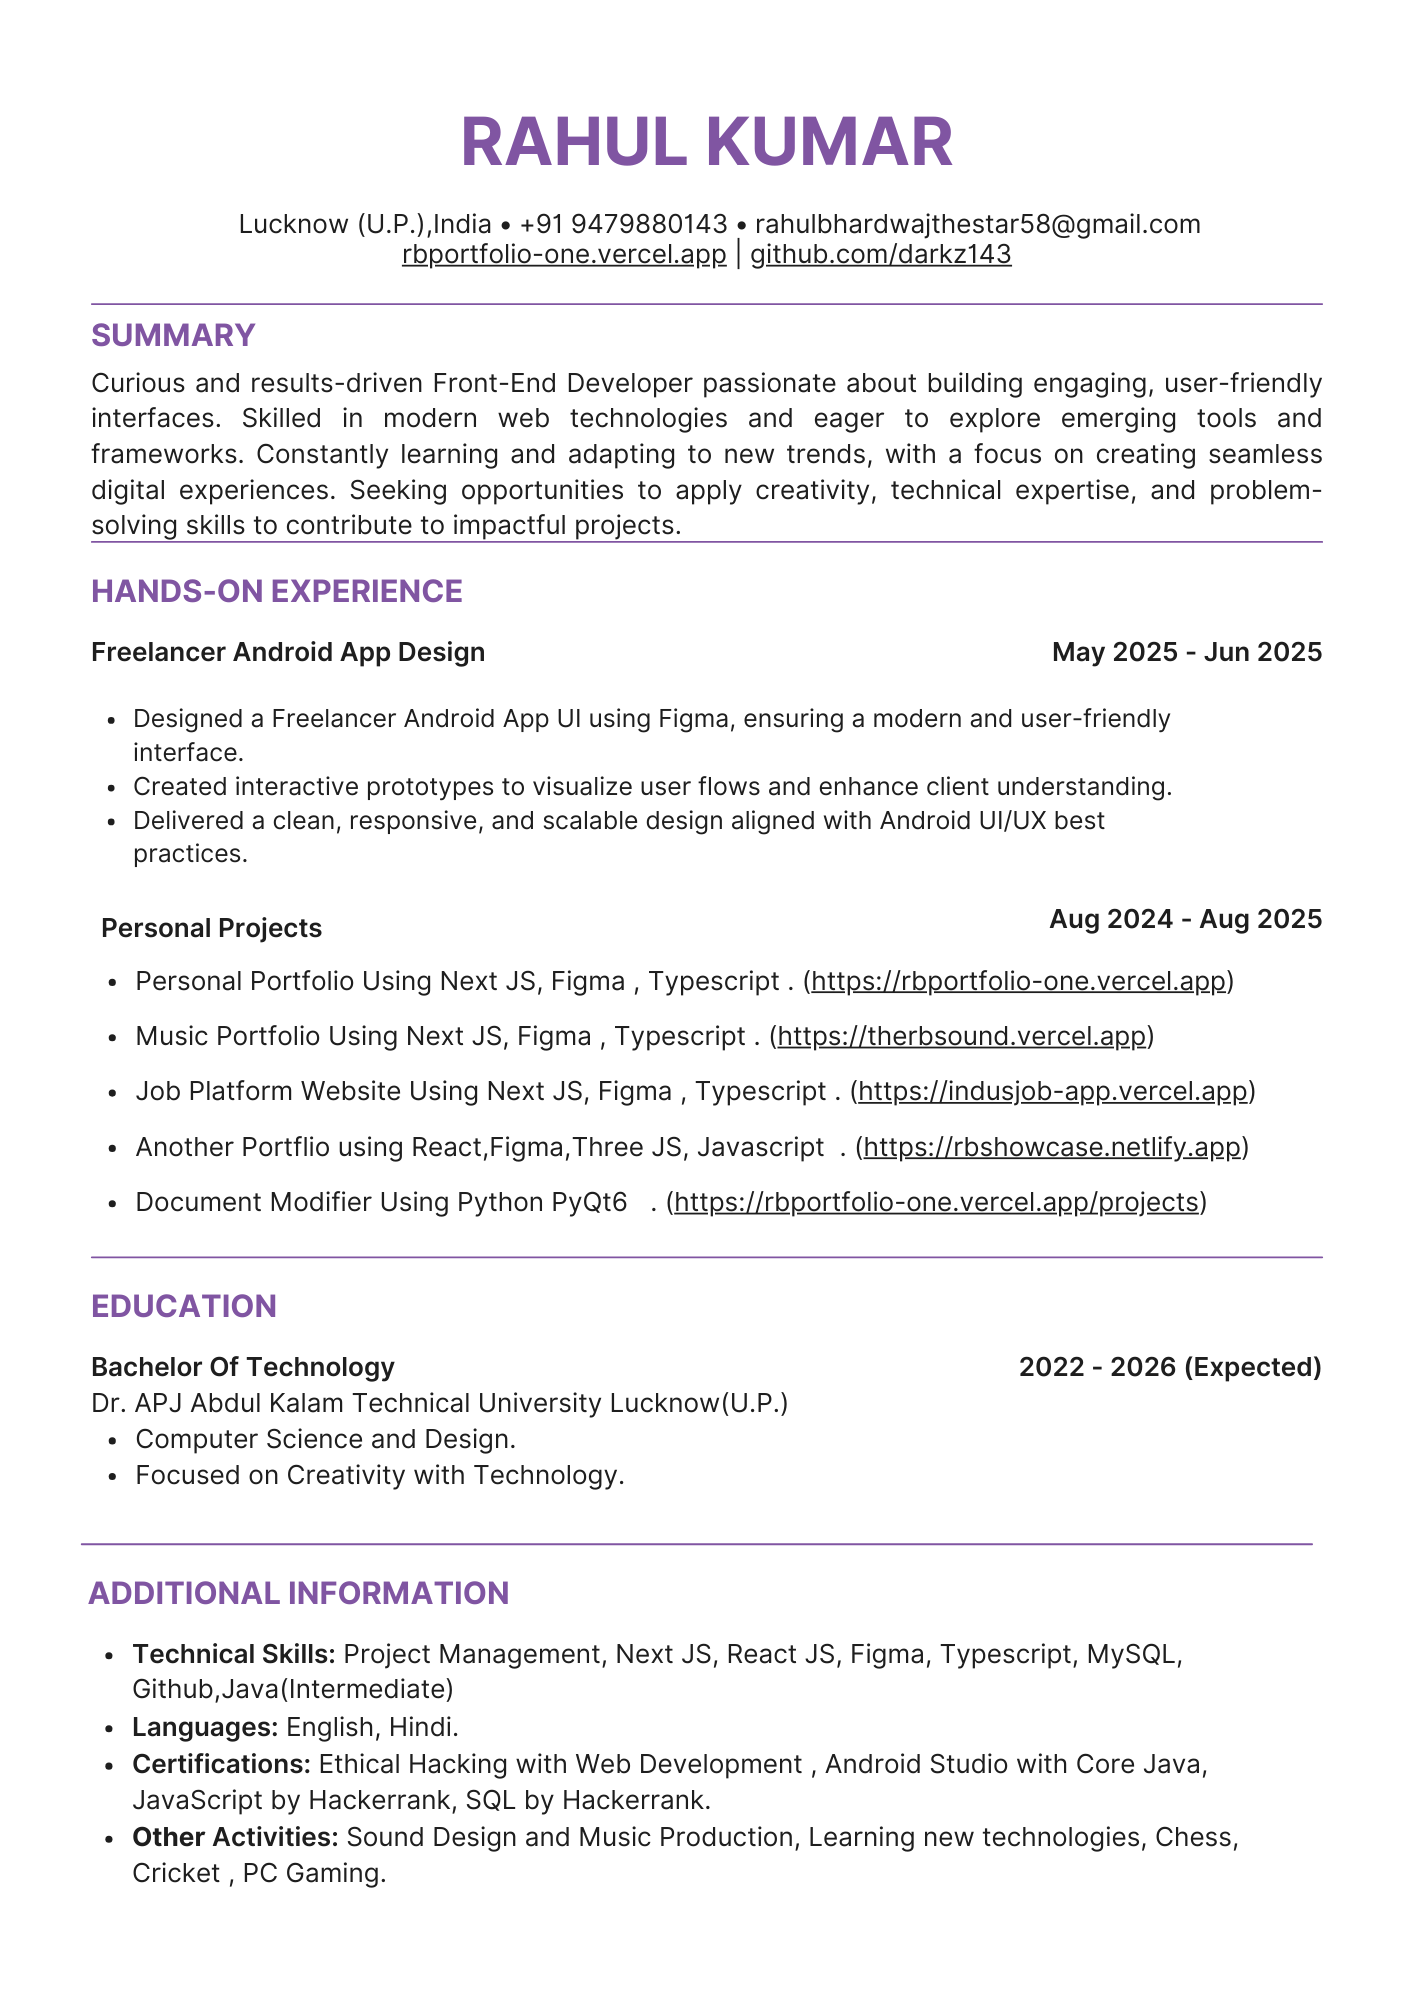 RAHUL KUMAR
Lucknow (U.P.),India • +91 9479880143 • rahulbhardwajthestar58@gmail.com
rbportfolio-one.vercel.app | github.com/darkz143
SUMMARY
Curious and results-driven Front-End Developer passionate about building engaging, user-friendly
interfaces. Skilled in modern web technologies and eager to explore emerging tools and
frameworks. Constantly learning and adapting to new trends, with a focus on creating seamless
digital experiences. Seeking opportunities to apply creativity, technical expertise, and problem-
solving skills to contribute to impactful projects.
HANDS-ON EXPERIENCE
Freelancer Android App Design May 2025 - Jun 2025
• Designed a Freelancer Android App UI using Figma, ensuring a modern and user-friendly
interface.
• Created interactive prototypes to visualize user flows and enhance client understanding.
• Delivered a clean, responsive, and scalable design aligned with Android UI/UX best
practices.
Personal Projects Aug 2024 - Aug 2025
• Personal Portfolio Using Next JS, Figma , Typescript . (https://rbportfolio-one.vercel.app)
• Music Portfolio Using Next JS, Figma , Typescript . (https://therbsound.vercel.app)
• Job Platform Website Using Next JS, Figma , Typescript . (https://indusjob-app.vercel.app)
• Another Portflio using React,Figma,Three JS, Javascript . (https://rbshowcase.netlify.app)
• Document Modifier Using Python PyQt6 . (https://rbportfolio-one.vercel.app/projects)
EDUCATION
Bachelor Of Technology 2022 - 2026 (Expected)
Dr. APJ Abdul Kalam Technical University Lucknow(U.P.)
• Computer Science and Design.
• Focused on Creativity with Technology.
ADDITIONAL INFORMATION
• Technical Skills: Project Management, Next JS, React JS, Figma, Typescript, MySQL,
Github,Java(Intermediate)
• Languages: English, Hindi.
• Certifications: Ethical Hacking with Web Development , Android Studio with Core Java,
JavaScript by Hackerrank, SQL by Hackerrank.
• Other Activities: Sound Design and Music Production, Learning new technologies, Chess,
Cricket , PC Gaming.